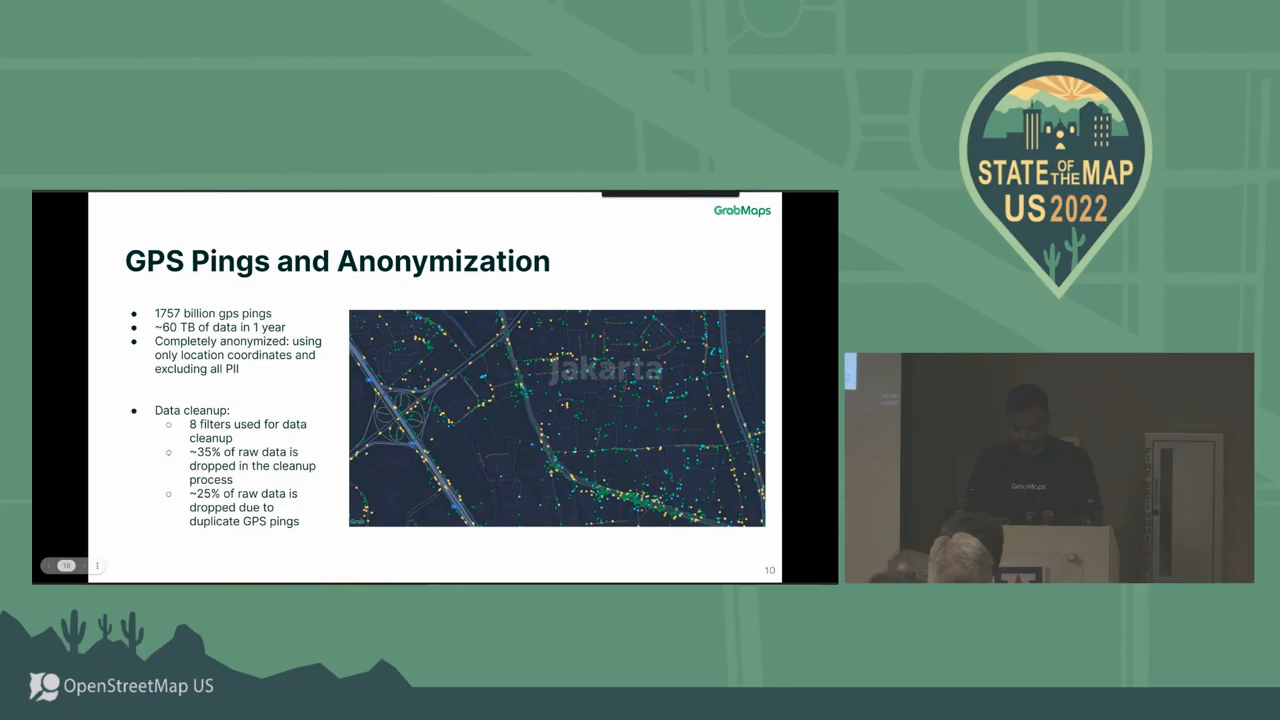 GrabMaps
GPS Pings and Anonymization
● 1757 billion gps pings
● ~60 TB of data in 1 year
● Completely anonymized: using
only location coordinates and
excluding all PII
● Data cleanup:
○ 8 filters used for data
cleanup
○ ~35% of raw data is
dropped in the cleanup
process
○ ~25% of raw data is
dropped due to
duplicate GPS pings
Jakarta
Grab
10
10
STATE OF THE MAP
US 2022
GrabMaps
OpenStreetMap US